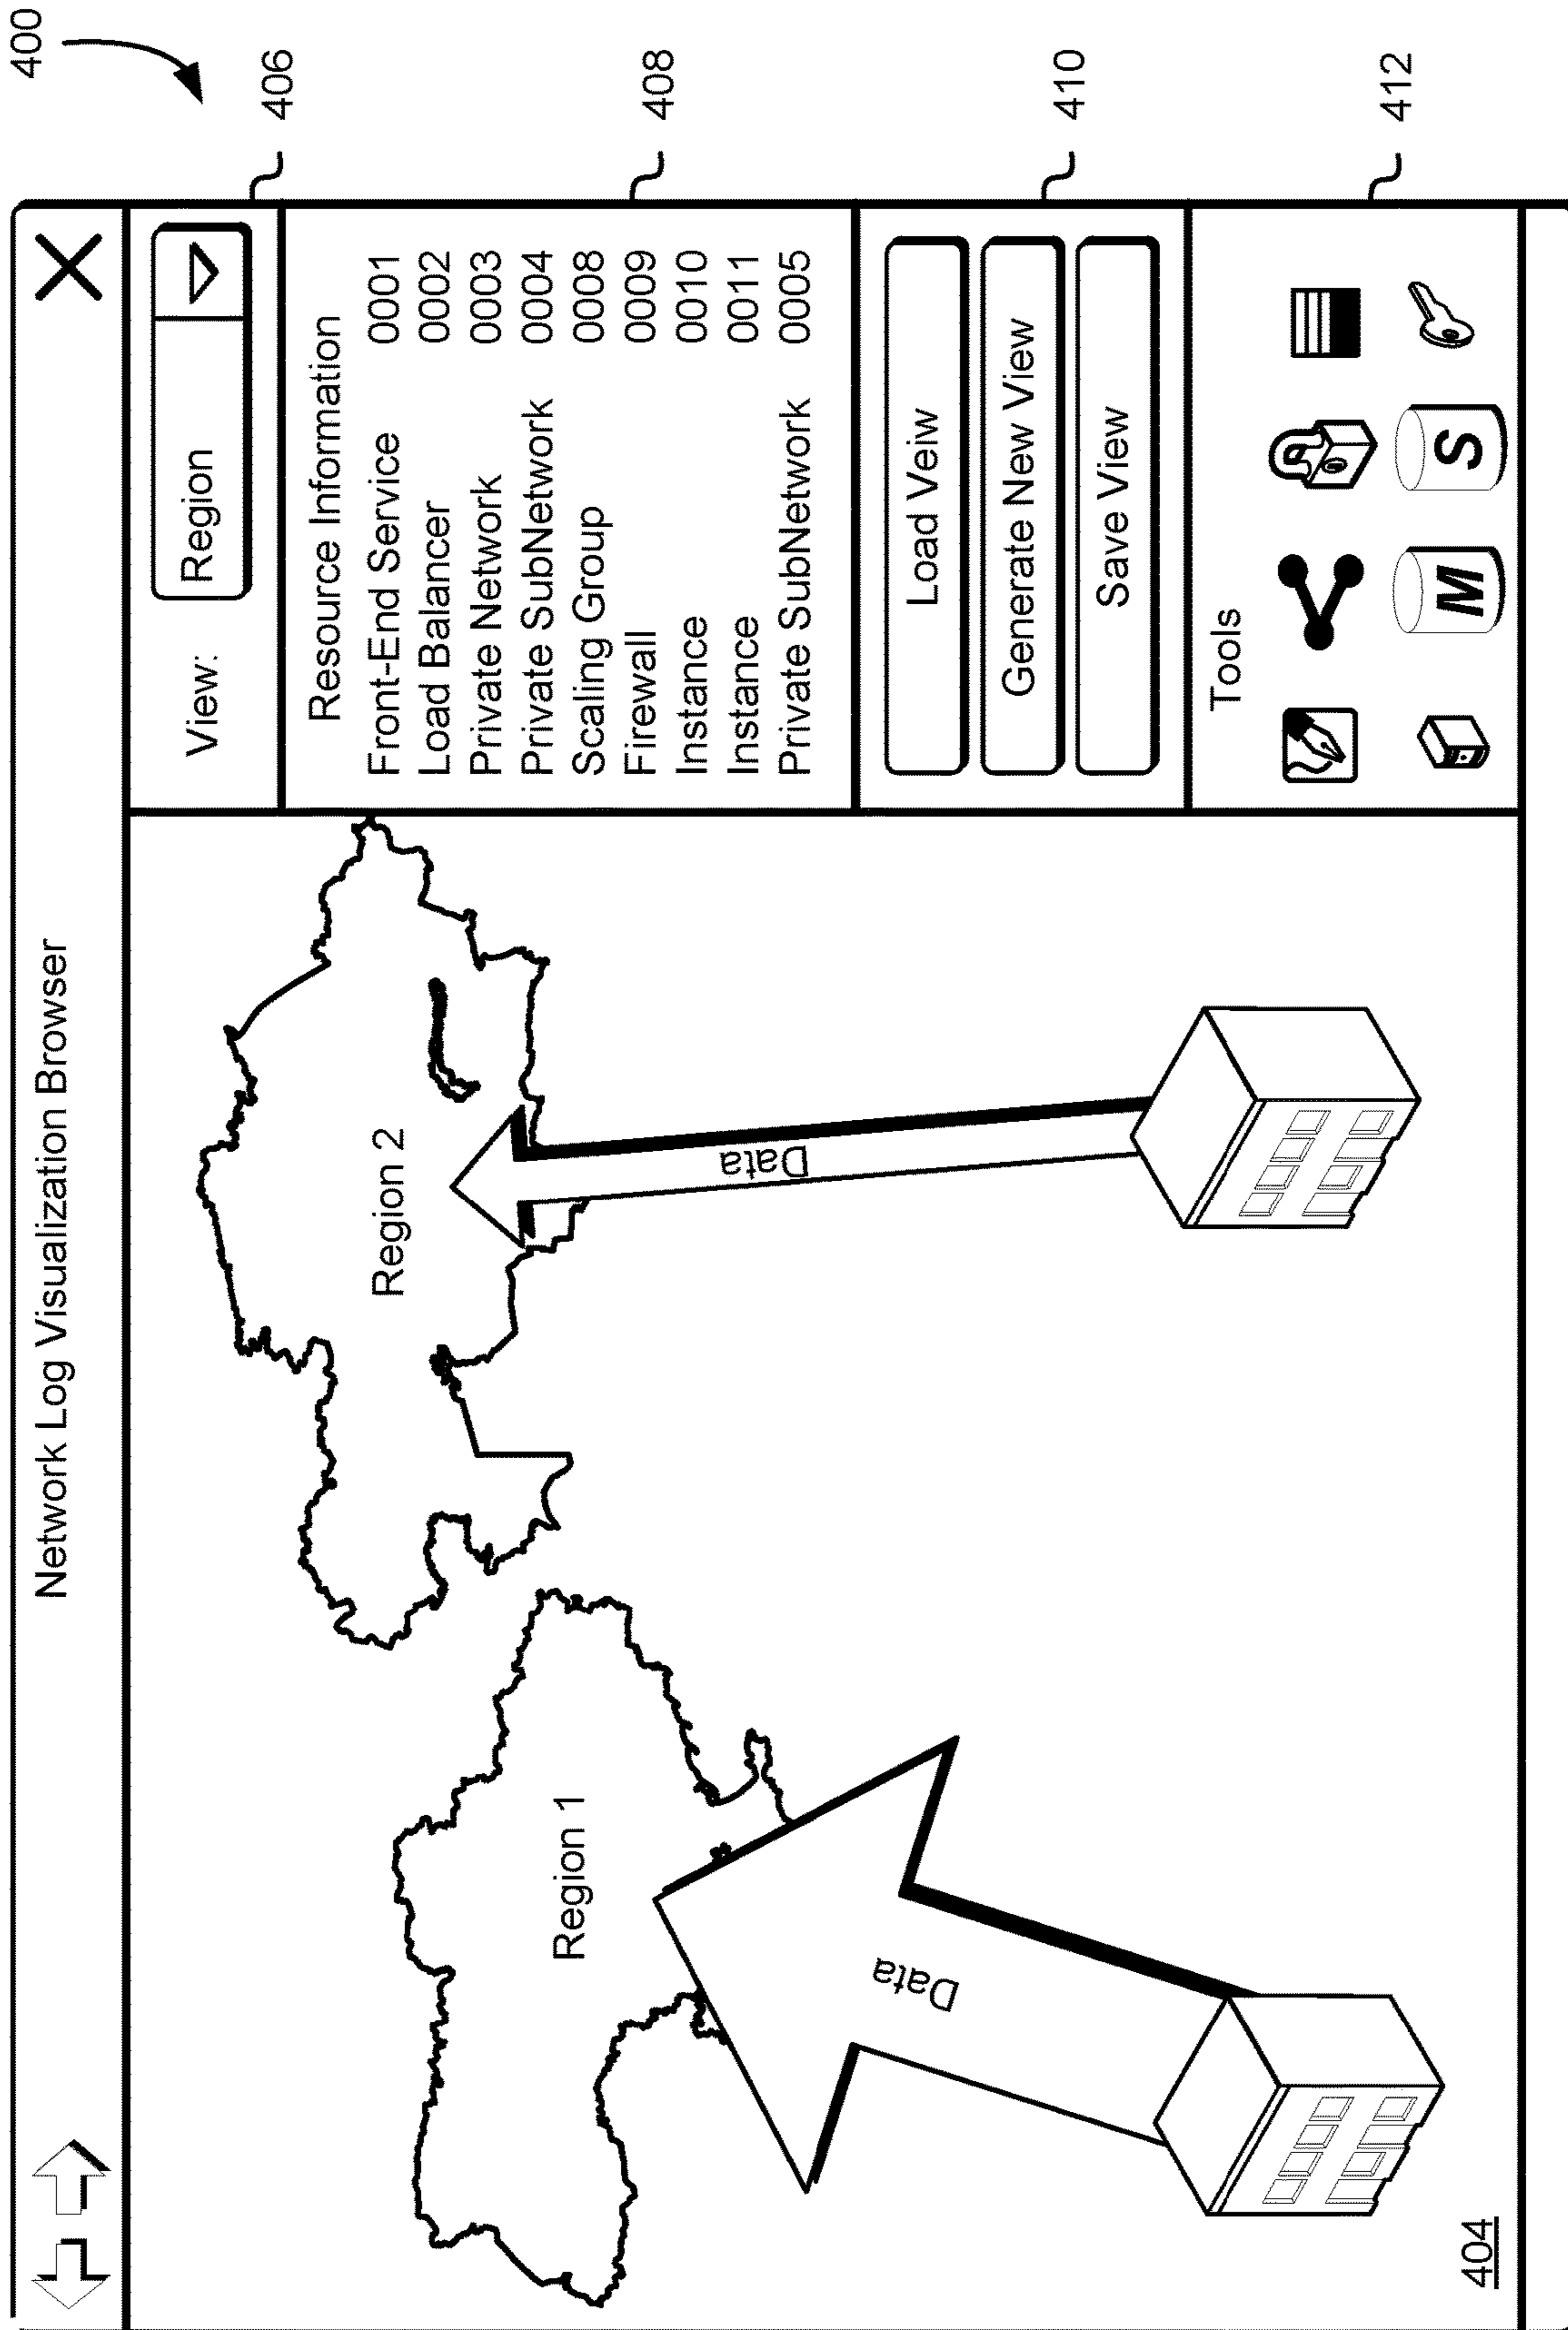 400
Network Log Visualization Browser
View: Region
406
Resource Information
Front-End Service 0001
Load Balancer 0002
Private Network 0003
Private SubNetwork 0004
Scaling Group 0008
Firewall 0009
Instance 0010
Instance 0011
Private SubNetwork 0005
408
Load Veiw
Generate New View
Save View
410
Tools
M
S
412
Region 1
Region 2
Data
Data
404